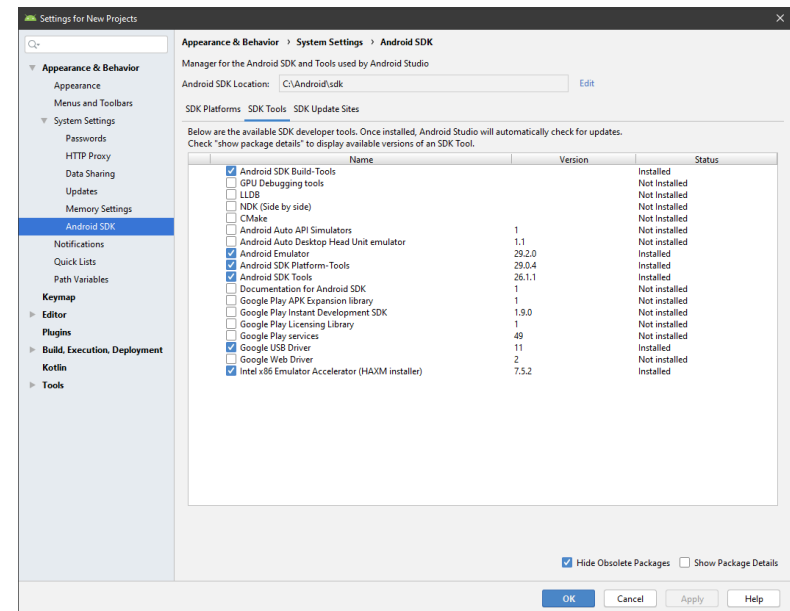 Settings for New Projects
Appearance & Behavior
Appearance
Menus and Toolbars
System Settings
Passwords
HTTP Proxy
Data Sharing
Updates
Memory Settings
Android SDK
Notifications
Quick Lists
Path Variables
Keymap
Editor
Plugins
Build, Execution, Deployment
Kotlin
Tools
Appearance & Behavior › System Settings › Android SDK
Manager for the Android SDK and Tools used by Android Studio
Android SDK Location: C:\Android\sdk Edit
SDK Platforms SDK Tools SDK Update Sites
Below are the available SDK developer tools. Once installed, Android Studio will automatically check for updates.
Check "show package details" to display available versions of an SDK Tool.
Name Version Status
Android SDK Build-Tools Installed
GPU Debugging tools Not Installed
LLDB Not Installed
NDK (Side by side) Not Installed
CMake Not Installed
Android Auto API Simulators 1 Not installed
Android Auto Desktop Head Unit emulator 1.1 Not installed
Android Emulator 29.2.0 Installed
Android SDK Platform-Tools 29.0.4 Installed
Android SDK Tools 26.1.1 Installed
Documentation for Android SDK 1 Not installed
Google Play APK Expansion library 1 Not installed
Google Play Instant Development SDK 1.9.0 Not installed
Google Play Licensing Library 1 Not installed
Google Play services 49 Not installed
Google USB Driver 11 Installed
Google Web Driver 2 Not installed
Intel x86 Emulator Accelerator (HAXM installer) 7.5.2 Installed
Hide Obsolete Packages Show Package Details
OK Cancel Apply Help